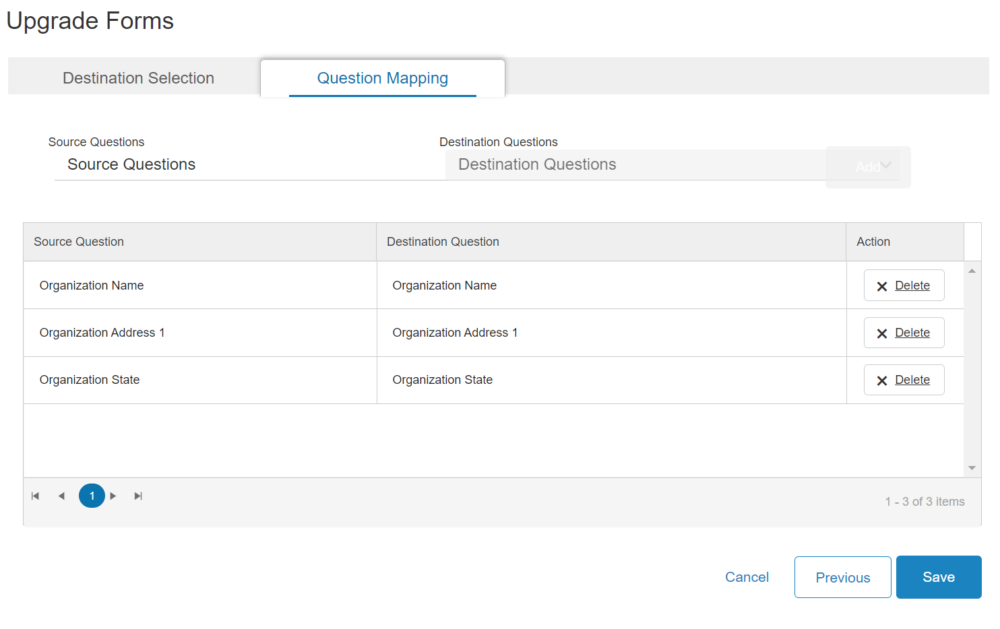 Upgrade Forms
Destination Selection
Question Mapping
Source Questions
Destination Questions
Source Questions
Destination Questions
Add
Source Question
Destination Question
Action
Organization Name
Organization Name
Delete
Organization Address 1
Organization Address 1
Delete
Organization State
Organization State
Delete
1
1 - 3 of 3 items
Cancel
Previous
Save